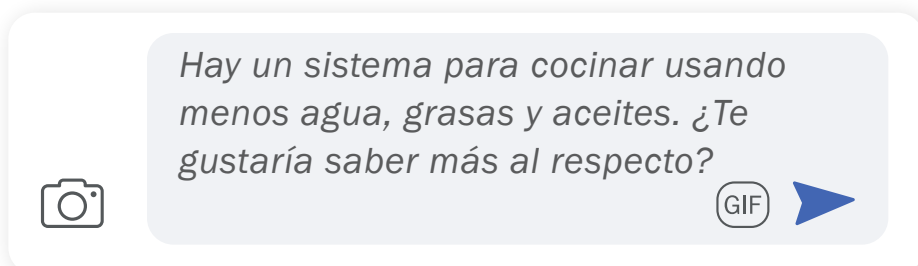 Hay un sistema para cocinar usando
menos agua, grasas y aceites. ¿Te
gustaría saber más al respecto?
GIF